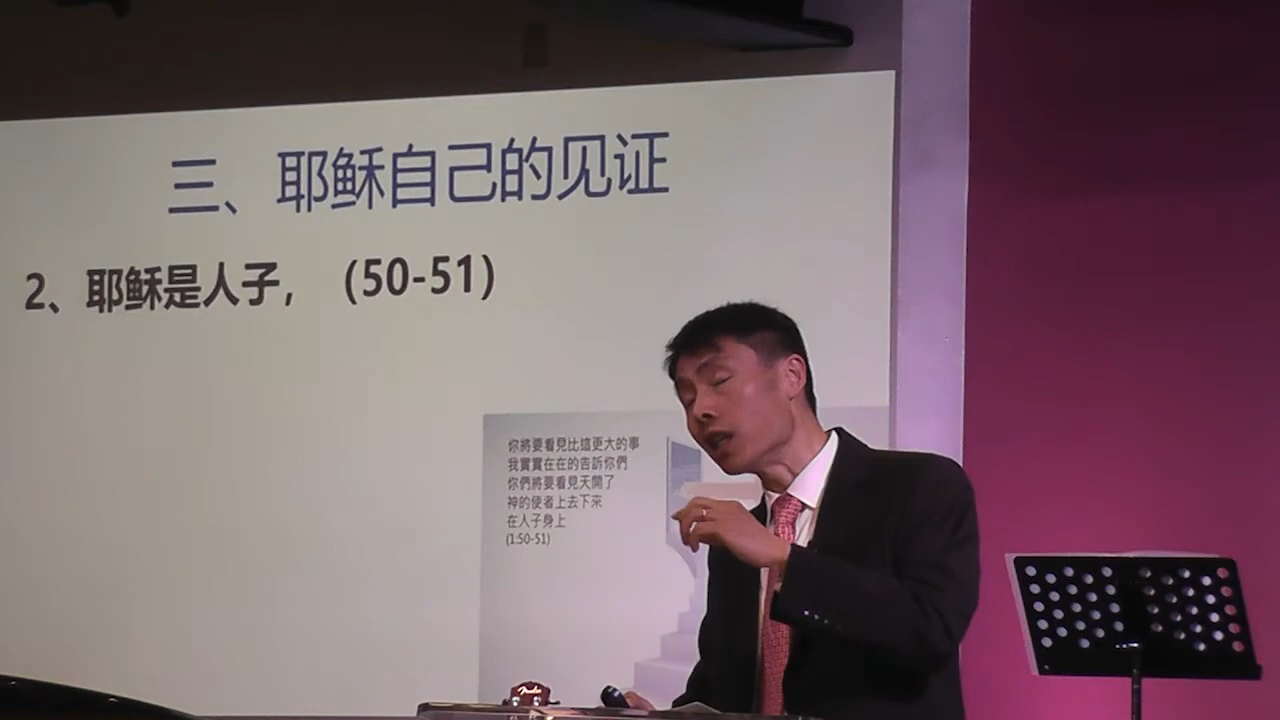 三、耶稣自己的见证
2、耶稣是人子，（50-51）
你將要看見比這更大的事
我實實在在的告訴你們
你們將要看見天開了
神的使者上去下來
在人子身上
(1:50-51)
Fender